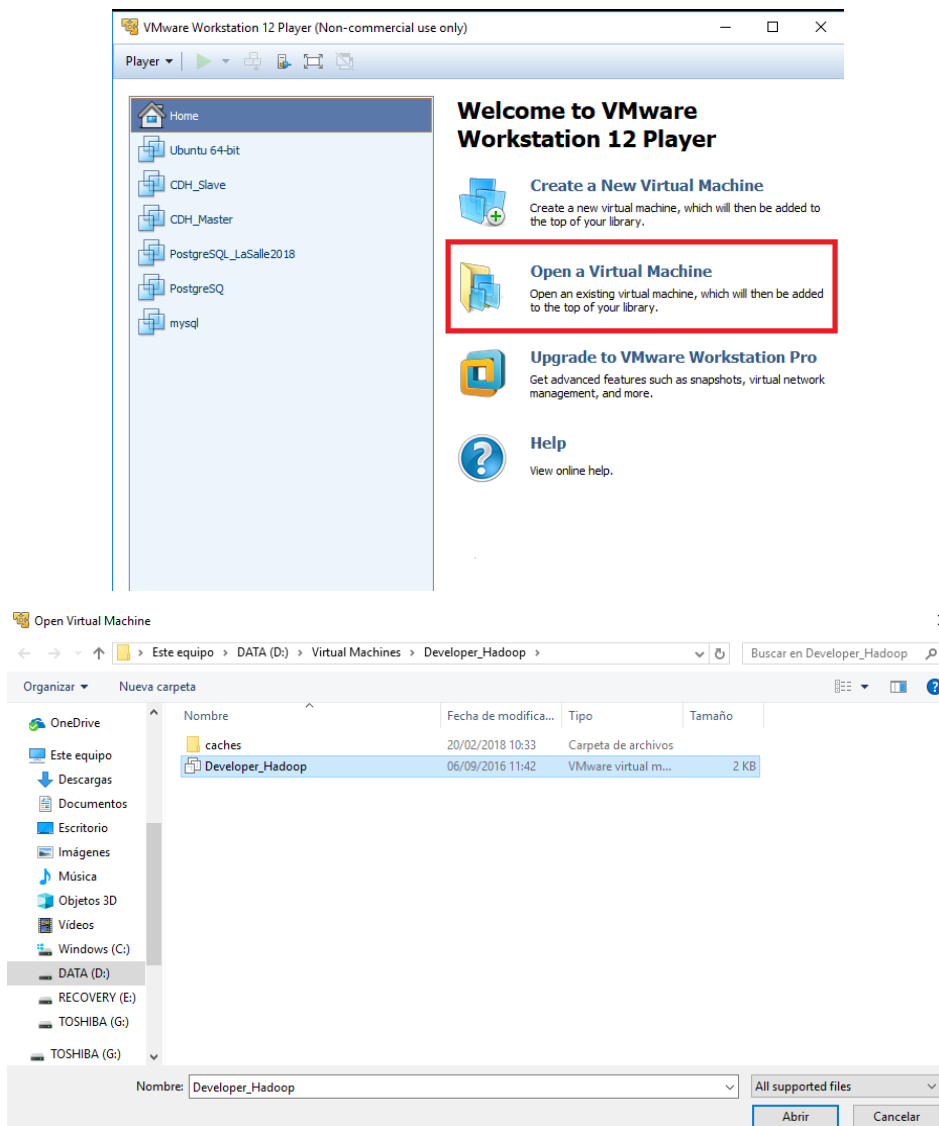 VMware Workstation 12 Player (Non-commercial use only)
Player
Home
Ubuntu 64-bit
CDH_Slave
CDH_Master
PostgreSQL_LaSalle2018
PostgreSQ
mysql
Welcome to VMware
Workstation 12 Player
Create a New Virtual Machine
Create a new virtual machine, which will then be added to
the top of your library.
Open a Virtual Machine
Open an existing virtual machine, which will then be added
to the top of your library.
Upgrade to VMware Workstation Pro
Get advanced features such as snapshots, virtual network
management, and more.
Help
View online help.
Open Virtual Machine
Este equipo > DATA (D:) > Virtual Machines > Developer_Hadoop >
Buscar en Developer_Hadoop
Organizar
Nueva carpeta
Nombre Fecha de modifica... Tipo Tamaño
caches 20/02/2018 10:33 Carpeta de archivos
Developer_Hadoop 06/09/2016 11:42 VMware virtual m... 2 KB
OneDrive
Este equipo
Descargas
Documentos
Escritorio
Imágenes
Música
Objetos 3D
Vídeos
Windows (C:)
DATA (D:)
RECOVERY (E:)
TOSHIBA (G:)
TOSHIBA (G:)
Nombre: Developer_Hadoop
All supported files
Abrir
Cancelar